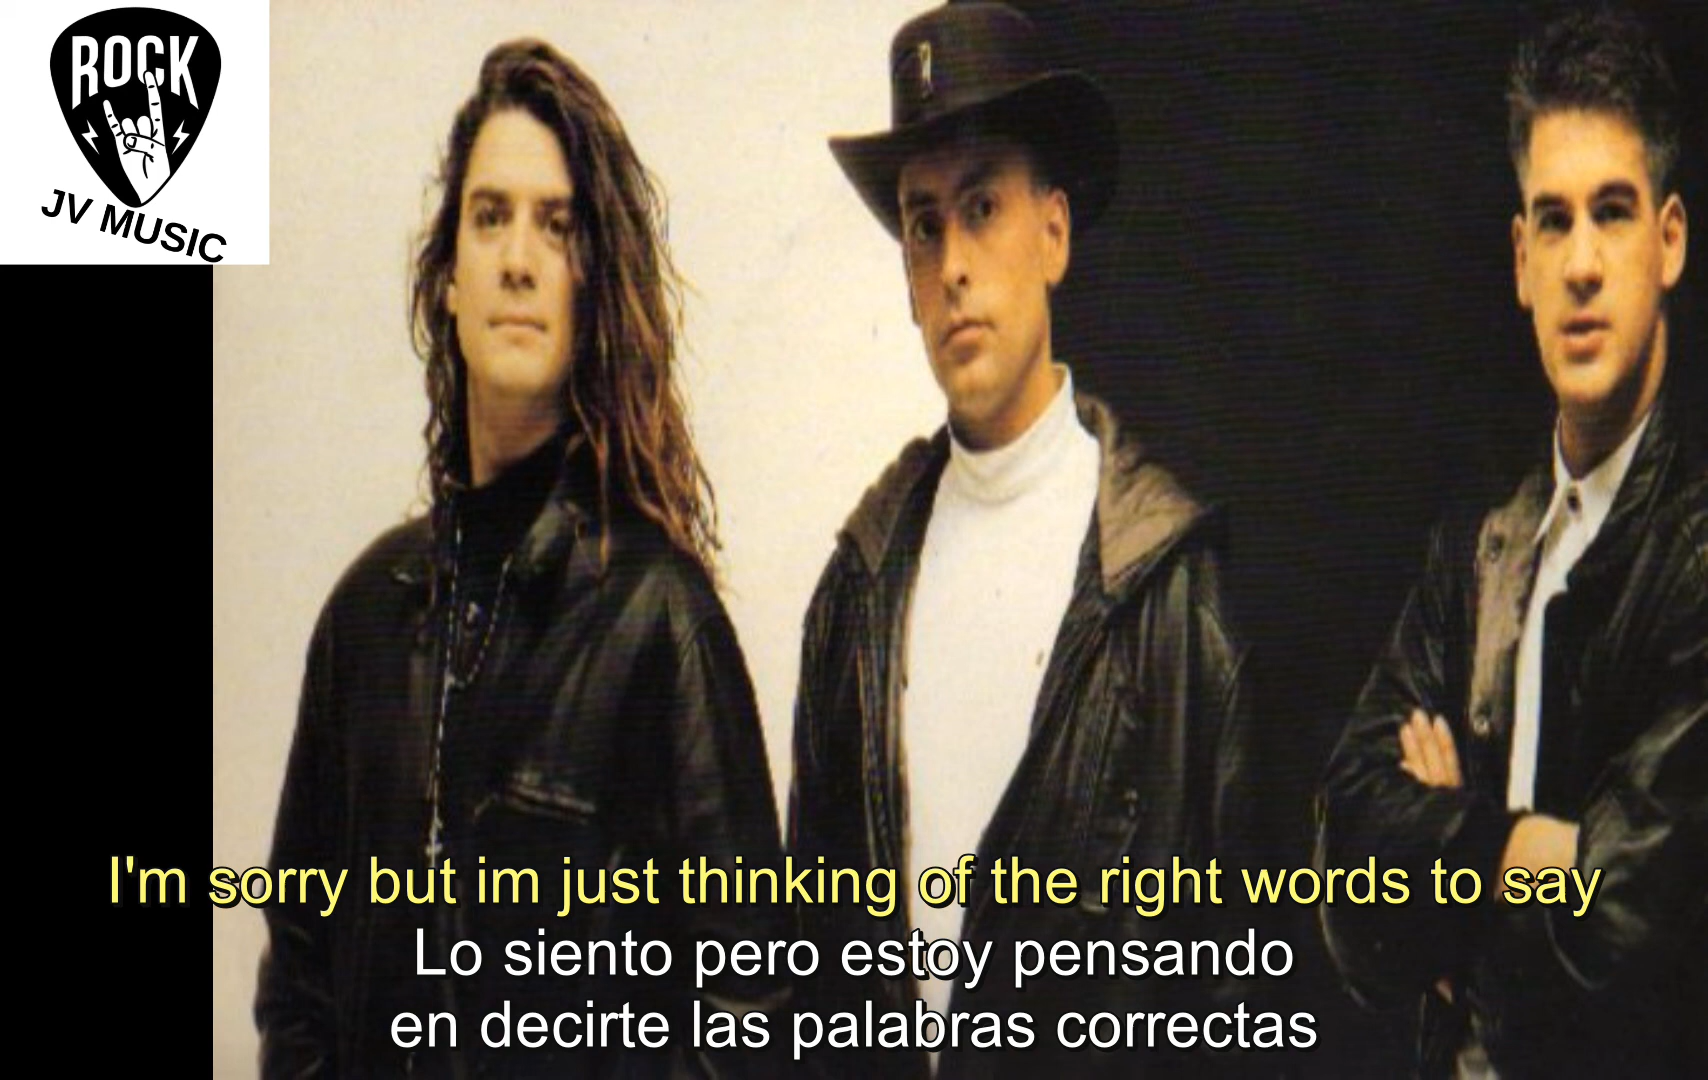 ROCK
JV MUSIC
I'm sorry but im just thinking of the right words to say
Lo siento pero estoy pensando
en decirte las palabras correctas